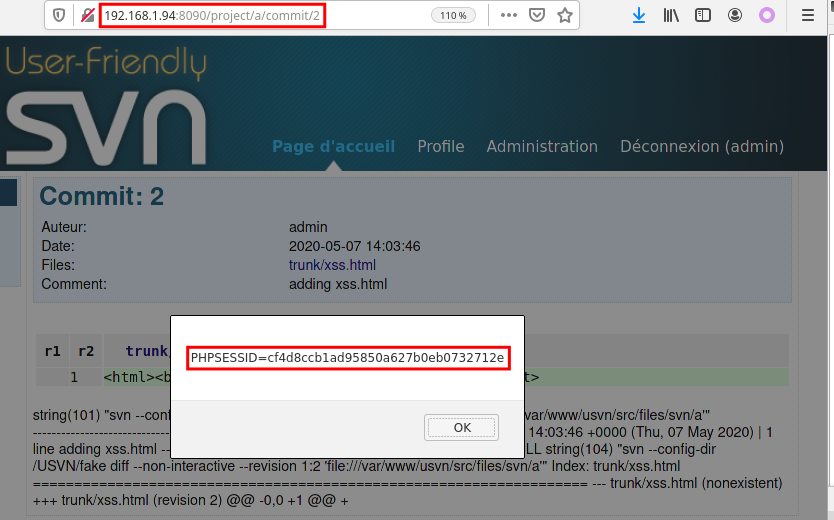 192.168.1.94:8090/project/a/commit/2
110 %
User-Friendly
SVN
Page d'accueil Profile Administration Déconnexion (admin)
Commit: 2
Auteur: admin
Date: 2020-05-07 14:03:46
Files: trunk/xss.html
Comment: adding xss.html
r1 r2 trunk
1 <html><b t>
PHPSESSID=cf4d8ccb1ad95850a627b0eb0732712e
OK
string(101) "svn --conf var/www/usvn/src/files/svn/a'"
------------------------------------------------------------------------ 14:03:46 +0000 (Thu, 07 May 2020) | 1
line adding xss.html -- LL string(104) "svn --config-dir
/USVN/fake diff --non-interactive --revision 1:2 'file:///var/www/usvn/src/files/svn/a'" Index: trunk/xss.html
=================================================================== --- trunk/xss.html (nonexistent)
+++ trunk/xss.html (revision 2) @@ -0,0 +1 @@ +